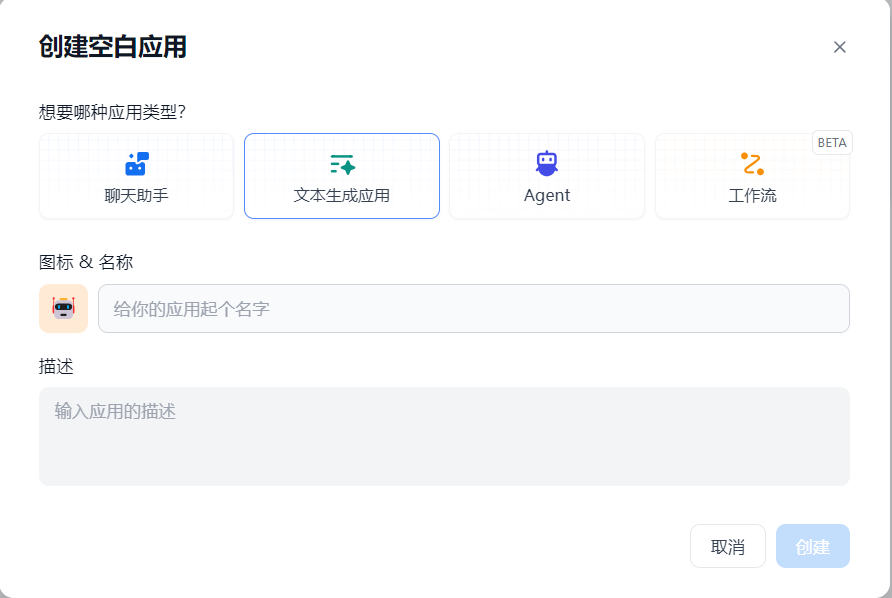 创建空白应用
想要哪种应用类型？
BETA
聊天助手
文本生成应用
Agent
工作流
图标 & 名称
给你的应用起个名字
描述
输入应用的描述
取消
创建